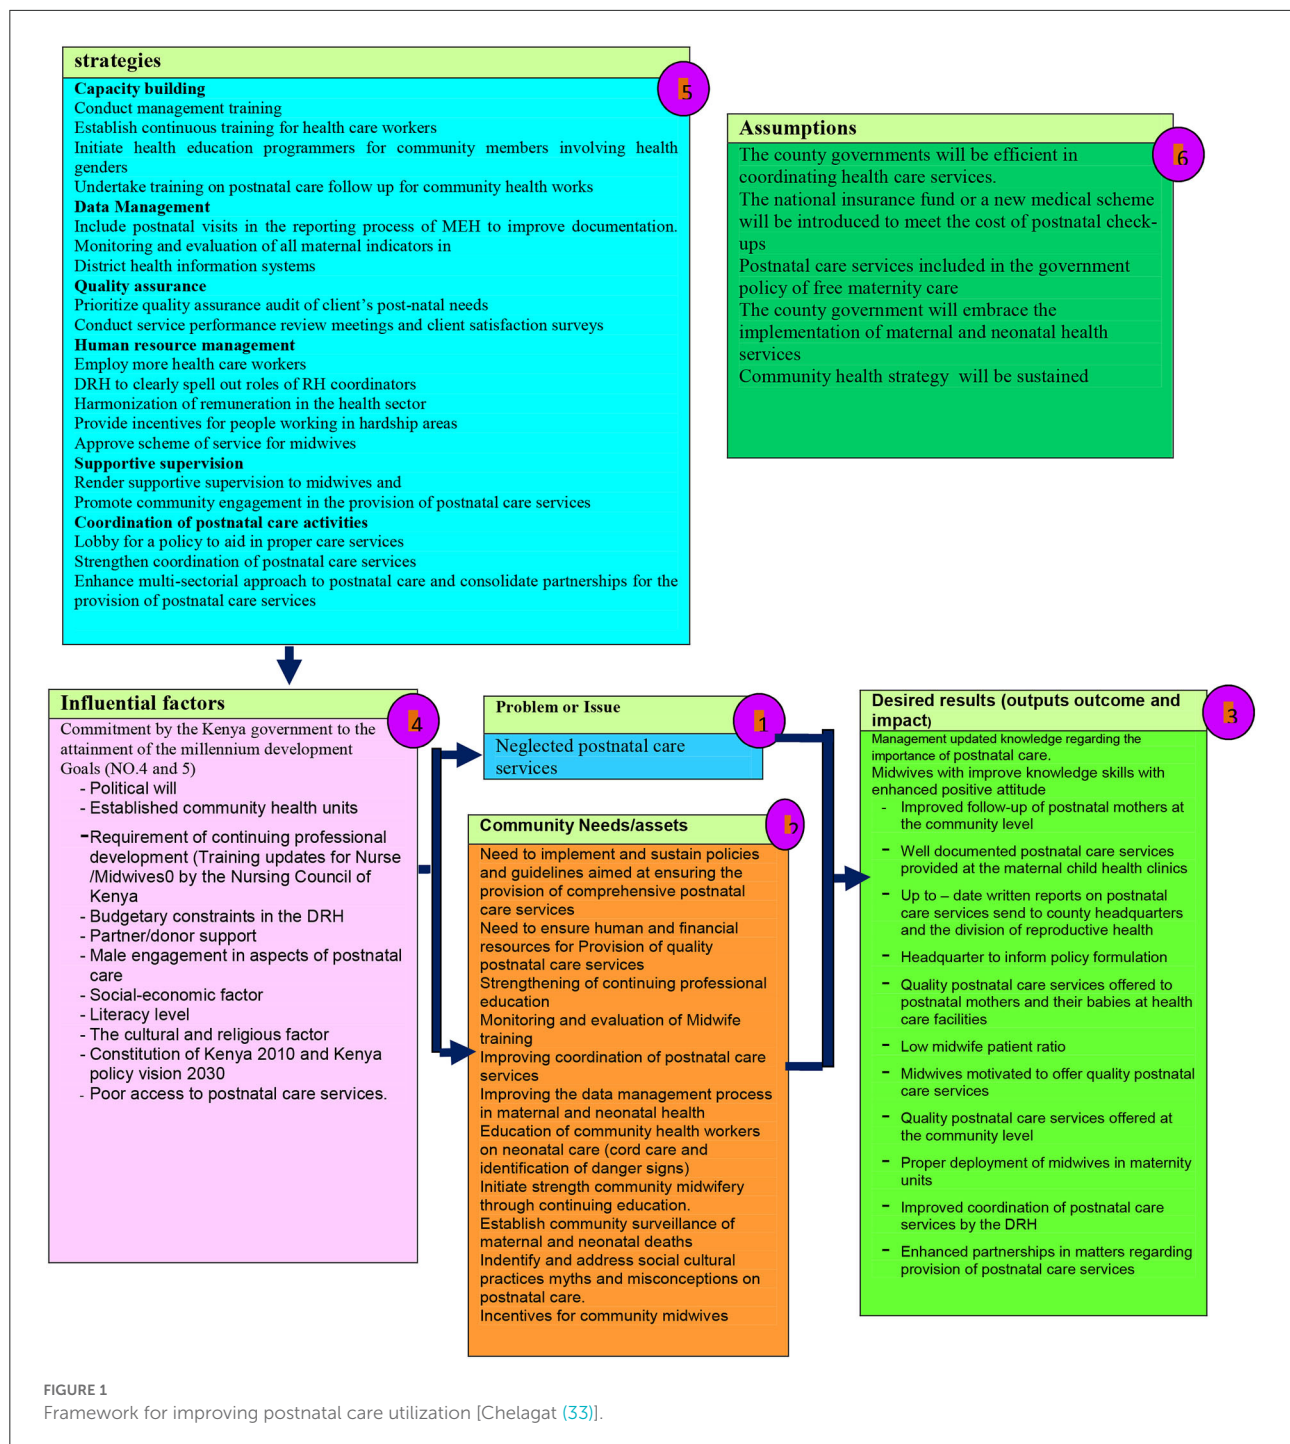 strategies
5
Capacity building
Conduct management training
Establish continuous training for health care workers
Initiate health education programmers for community members involving health
genders
Undertake training on postnatal care follow up for community health works
Data Management
Include postnatal visits in the reporting process of MEH to improve documentation.
Monitoring and evaluation of all maternal indicators in
District health information systems
Quality assurance
Prioritize quality assurance audit of client's post-natal needs
Conduct service performance review meetings and client satisfaction surveys
Human resource management
Employ more health care workers
DRH to clearly spell out roles of RH coordinators
Harmonization of remuneration in the health sector
Provide incentives for people working in hardship areas
Approve scheme of service for midwives
Supportive supervision
Render supportive supervision to midwives and
Promote community engagement in the provision of postnatal care services
Coordination of postnatal care activities
Lobby for a policy to aid in proper care services
Strengthen coordination of postnatal care services
Enhance multi-sectorial approach to postnatal care and consolidate partnerships for the
provision of postnatal care services
Assumptions
6
The county governments will be efficient in
coordinating health care services.
The national insurance fund or a new medical scheme
will be introduced to meet the cost of postnatal check-
ups
Postnatal care services included in the government
policy of free maternity care
The county government will embrace the
implementation of maternal and neonatal health
services
Community health strategy will be sustained
Influential factors
4
Commitment by the Kenya government to the
attainment of the millennium development
Goals (NO.4 and 5)
- Political will
- Established community health units
-Requirement of continuing professional
development (Training updates for Nurse
/Midwives0 by the Nursing Council of
Kenya
- Budgetary constraints in the DRH
- Partner/donor support
- Male engagement in aspects of postnatal
care
- Social-economic factor
- Literacy level
- The cultural and religious factor
- Constitution of Kenya 2010 and Kenya
policy vision 2030
- Poor access to postnatal care services.
Problem or Issue
1
Neglected postnatal care
services
Community Needs/assets
2
Need to implement and sustain policies
and guidelines aimed at ensuring the
provision of comprehensive postnatal
care services
Need to ensure human and financial
resources for Provision of quality
postnatal care services
Strengthening of continuing professional
education
Monitoring and evaluation of Midwife
training
Improving coordination of postnatal care
services
Improving the data management process
in maternal and neonatal health
Education of community health workers
on neonatal care (cord care and
identification of danger signs)
Initiate strength community midwifery
through continuing education.
Establish community surveillance of
maternal and neonatal deaths
Indentify and address social cultural
practices myths and misconceptions on
postnatal care.
Incentives for community midwives
Desired results (outputs outcome and
impact)
3
Management updated knowledge regarding the
importance of postnatal care.
Midwives with improve knowledge skills with
enhanced positive attitude
- Improved follow-up of postnatal mothers at
the community level
- Well documented postnatal care services
provided at the maternal child health clinics
- Up to – date written reports on postnatal
care services send to county headquarters
and the division of reproductive health
- Headquarter to inform policy formulation
- Quality postnatal care services offered to
postnatal mothers and their babies at health
care facilities
- Low midwife patient ratio
- Midwives motivated to offer quality postnatal
care services
- Quality postnatal care services offered at
the community level
- Proper deployment of midwives in maternity
units
- Improved coordination of postnatal care
services by the DRH
- Enhanced partnerships in matters regarding
provision of postnatal care services
FIGURE 1
Framework for improving postnatal care utilization [Chelagat (33)].